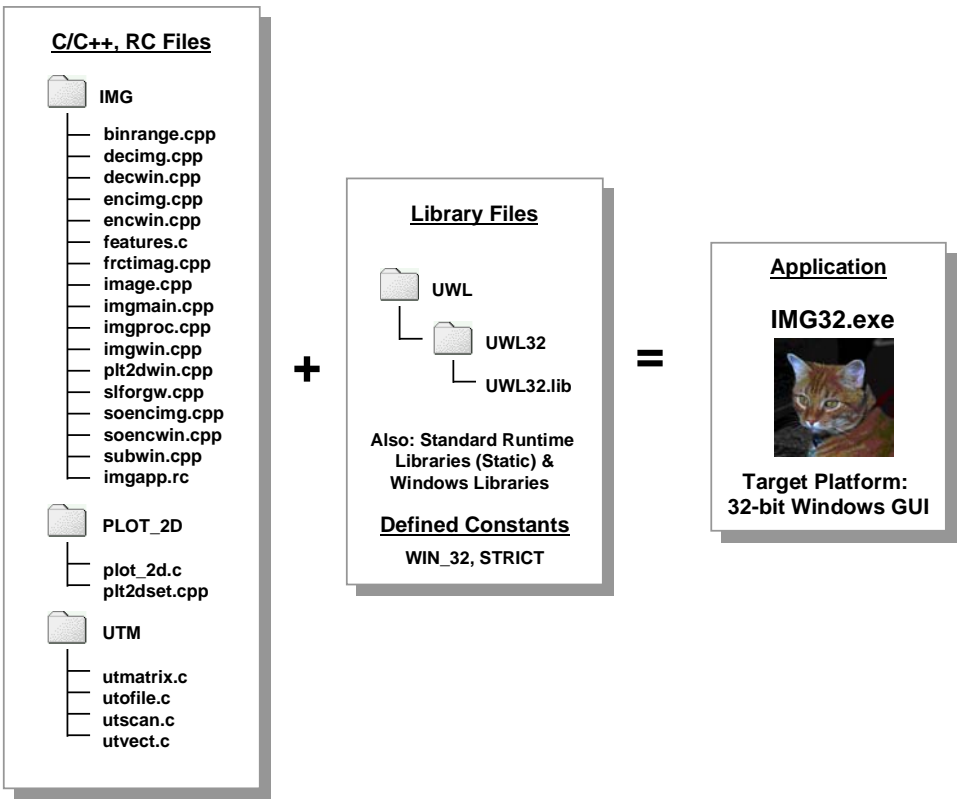 C/C++, RC Files
IMG
binrange.cpp
decimg.cpp
decwin.cpp
encimg.cpp
encwin.cpp
features.c
frctimag.cpp
image.cpp
imgmain.cpp
imgproc.cpp
imgwin.cpp
plt2dwin.cpp
slforgw.cpp
soencimg.cpp
soencwin.cpp
subwin.cpp
imgapp.rc
PLOT_2D
plot_2d.c
plt2dset.cpp
UTM
utmatrix.c
utofile.c
utscan.c
utvect.c
+
Library Files
UWL
UWL32
UWL32.lib
Also: Standard Runtime
Libraries (Static) &
Windows Libraries
Defined Constants
WIN_32, STRICT
=
Application
IMG32.exe
Target Platform:
32-bit Windows GUI